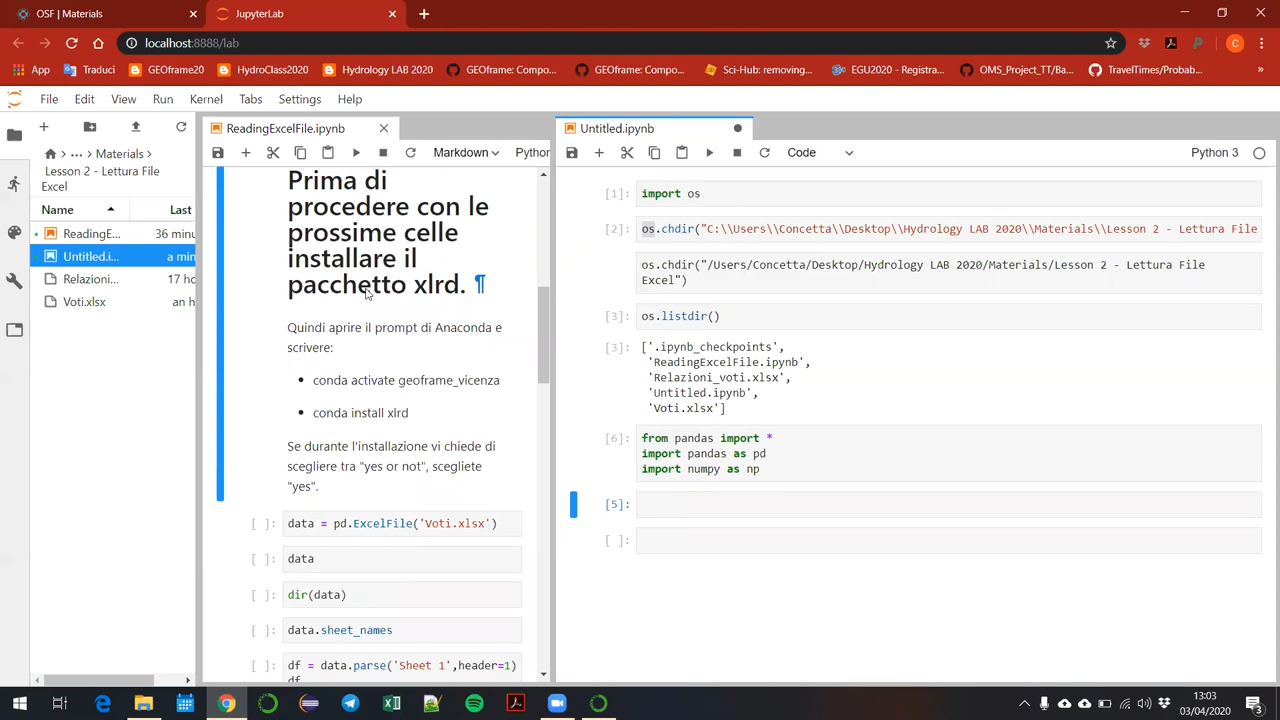 OSF | Materials
JupyterLab
localhost:8888/lab
C
App
Traduci
GEOframe20
HydroClass2020
Hydrology LAB 2020
GEOframe: Compo...
GEOframe: Compo...
Sci-Hub: removing...
EGU2020 - Registra...
OMS_Project_TT/Ba...
TravelTimes/Probab...
»
File Edit View Run Kernel Tabs Settings Help
ReadingExcelFile.ipynb
Untitled.ipynb
Markdown
Python
Code
Python 3
... Materials
Lesson 2 - Lettura File
Excel
Name Last
ReadingE... 36 minu
Untitled.i... a min
Relazioni... 17 ho
Voti.xlsx an h
Prima di
procedere con le
prossime celle
installare il
pacchetto xlrd. ¶
Quindi aprire il prompt di Anaconda e
scrivere:
• conda activate geoframe_vicenza
• conda install xlrd
Se durante l'installazione vi chiede di
scegliere tra "yes or not", scegliete
"yes".
[ ]: data = pd.ExcelFile('Voti.xlsx')
[ ]: data
[ ]: dir(data)
[ ]: data.sheet_names
[ ]: df = data.parse('Sheet 1',header=1)
df
[1]: import os
[2]: os.chdir("C:\\Users\\Concetta\\Desktop\\Hydrology LAB 2020\\Materials\\Lesson 2 - Lettura File
os.chdir("/Users/Concetta/Desktop/Hydrology LAB 2020/Materials/Lesson 2 - Lettura File
Excel")
[3]: os.listdir()
[3]: ['.ipynb_checkpoints',
'ReadingExcelFile.ipynb',
'Relazioni_voti.xlsx',
'Untitled.ipynb',
'Voti.xlsx']
[6]: from pandas import *
import pandas as pd
import numpy as np
[5]:
[ ]:
13:03
03/04/2020
3